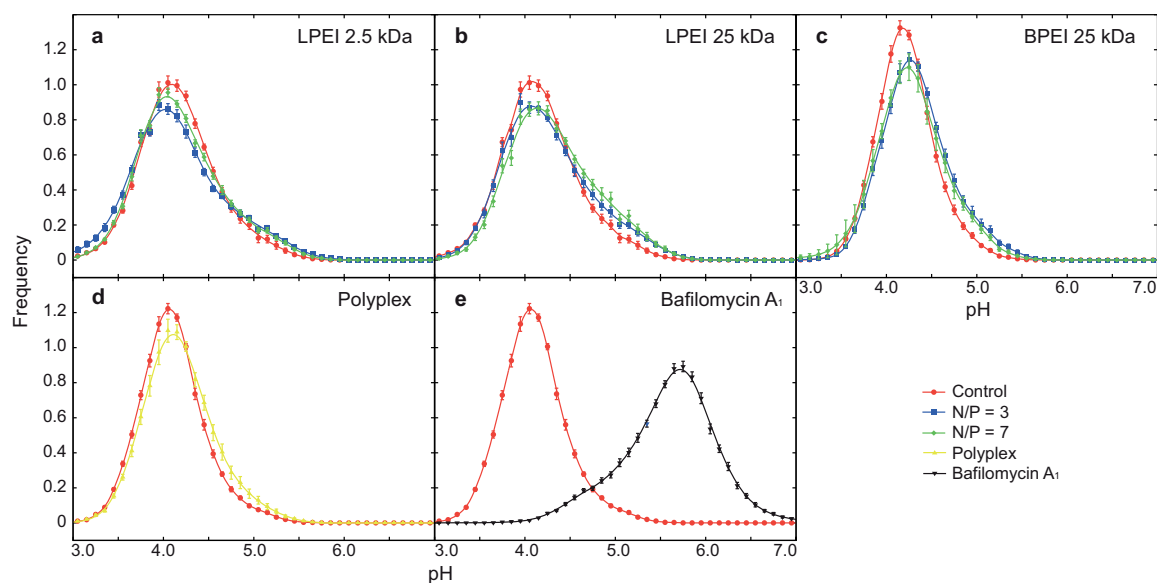 a LPEI 2.5 kDa
b LPEI 25 kDa
c BPEI 25 kDa
1.2
1.0
0.8
0.6
0.4
0.2
0
3.0 4.0 5.0 6.0 7.0
pH
Frequency
d Polyplex
e Bafilomycin A₁
1.2
1.0
0.8
0.6
0.4
0.2
0
3.0 4.0 5.0 6.0
3.0 4.0 5.0 6.0 7.0
pH
pH
Control
N/P = 3
N/P = 7
Polyplex
Bafilomycin A₁